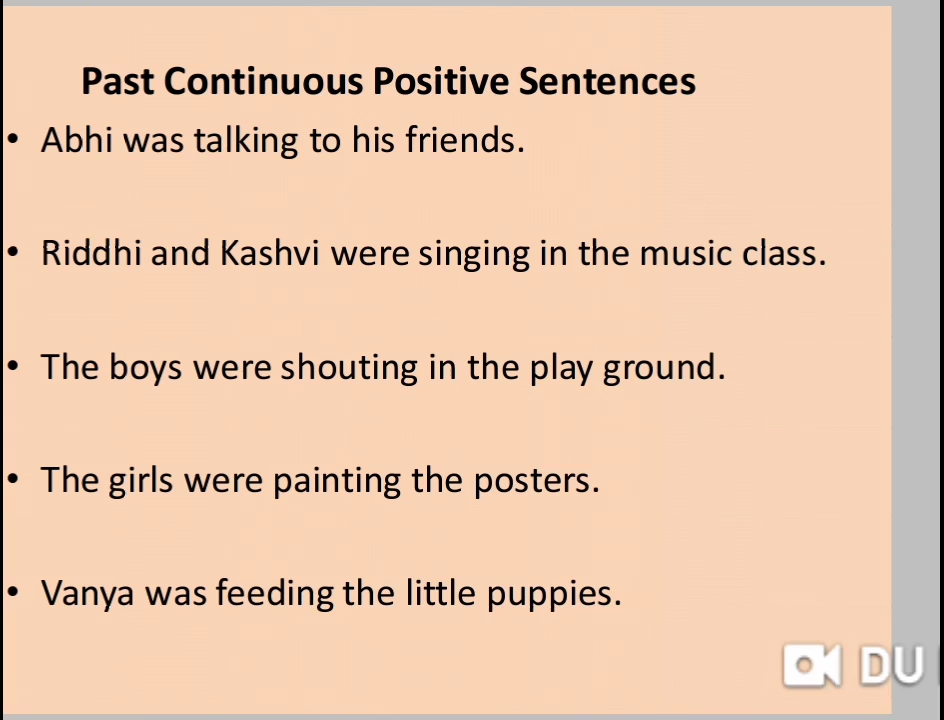 Past Continuous Positive Sentences
• Abhi was talking to his friends.
• Riddhi and Kashvi were singing in the music class.
• The boys were shouting in the play ground.
• The girls were painting the posters.
• Vanya was feeding the little puppies.
DU